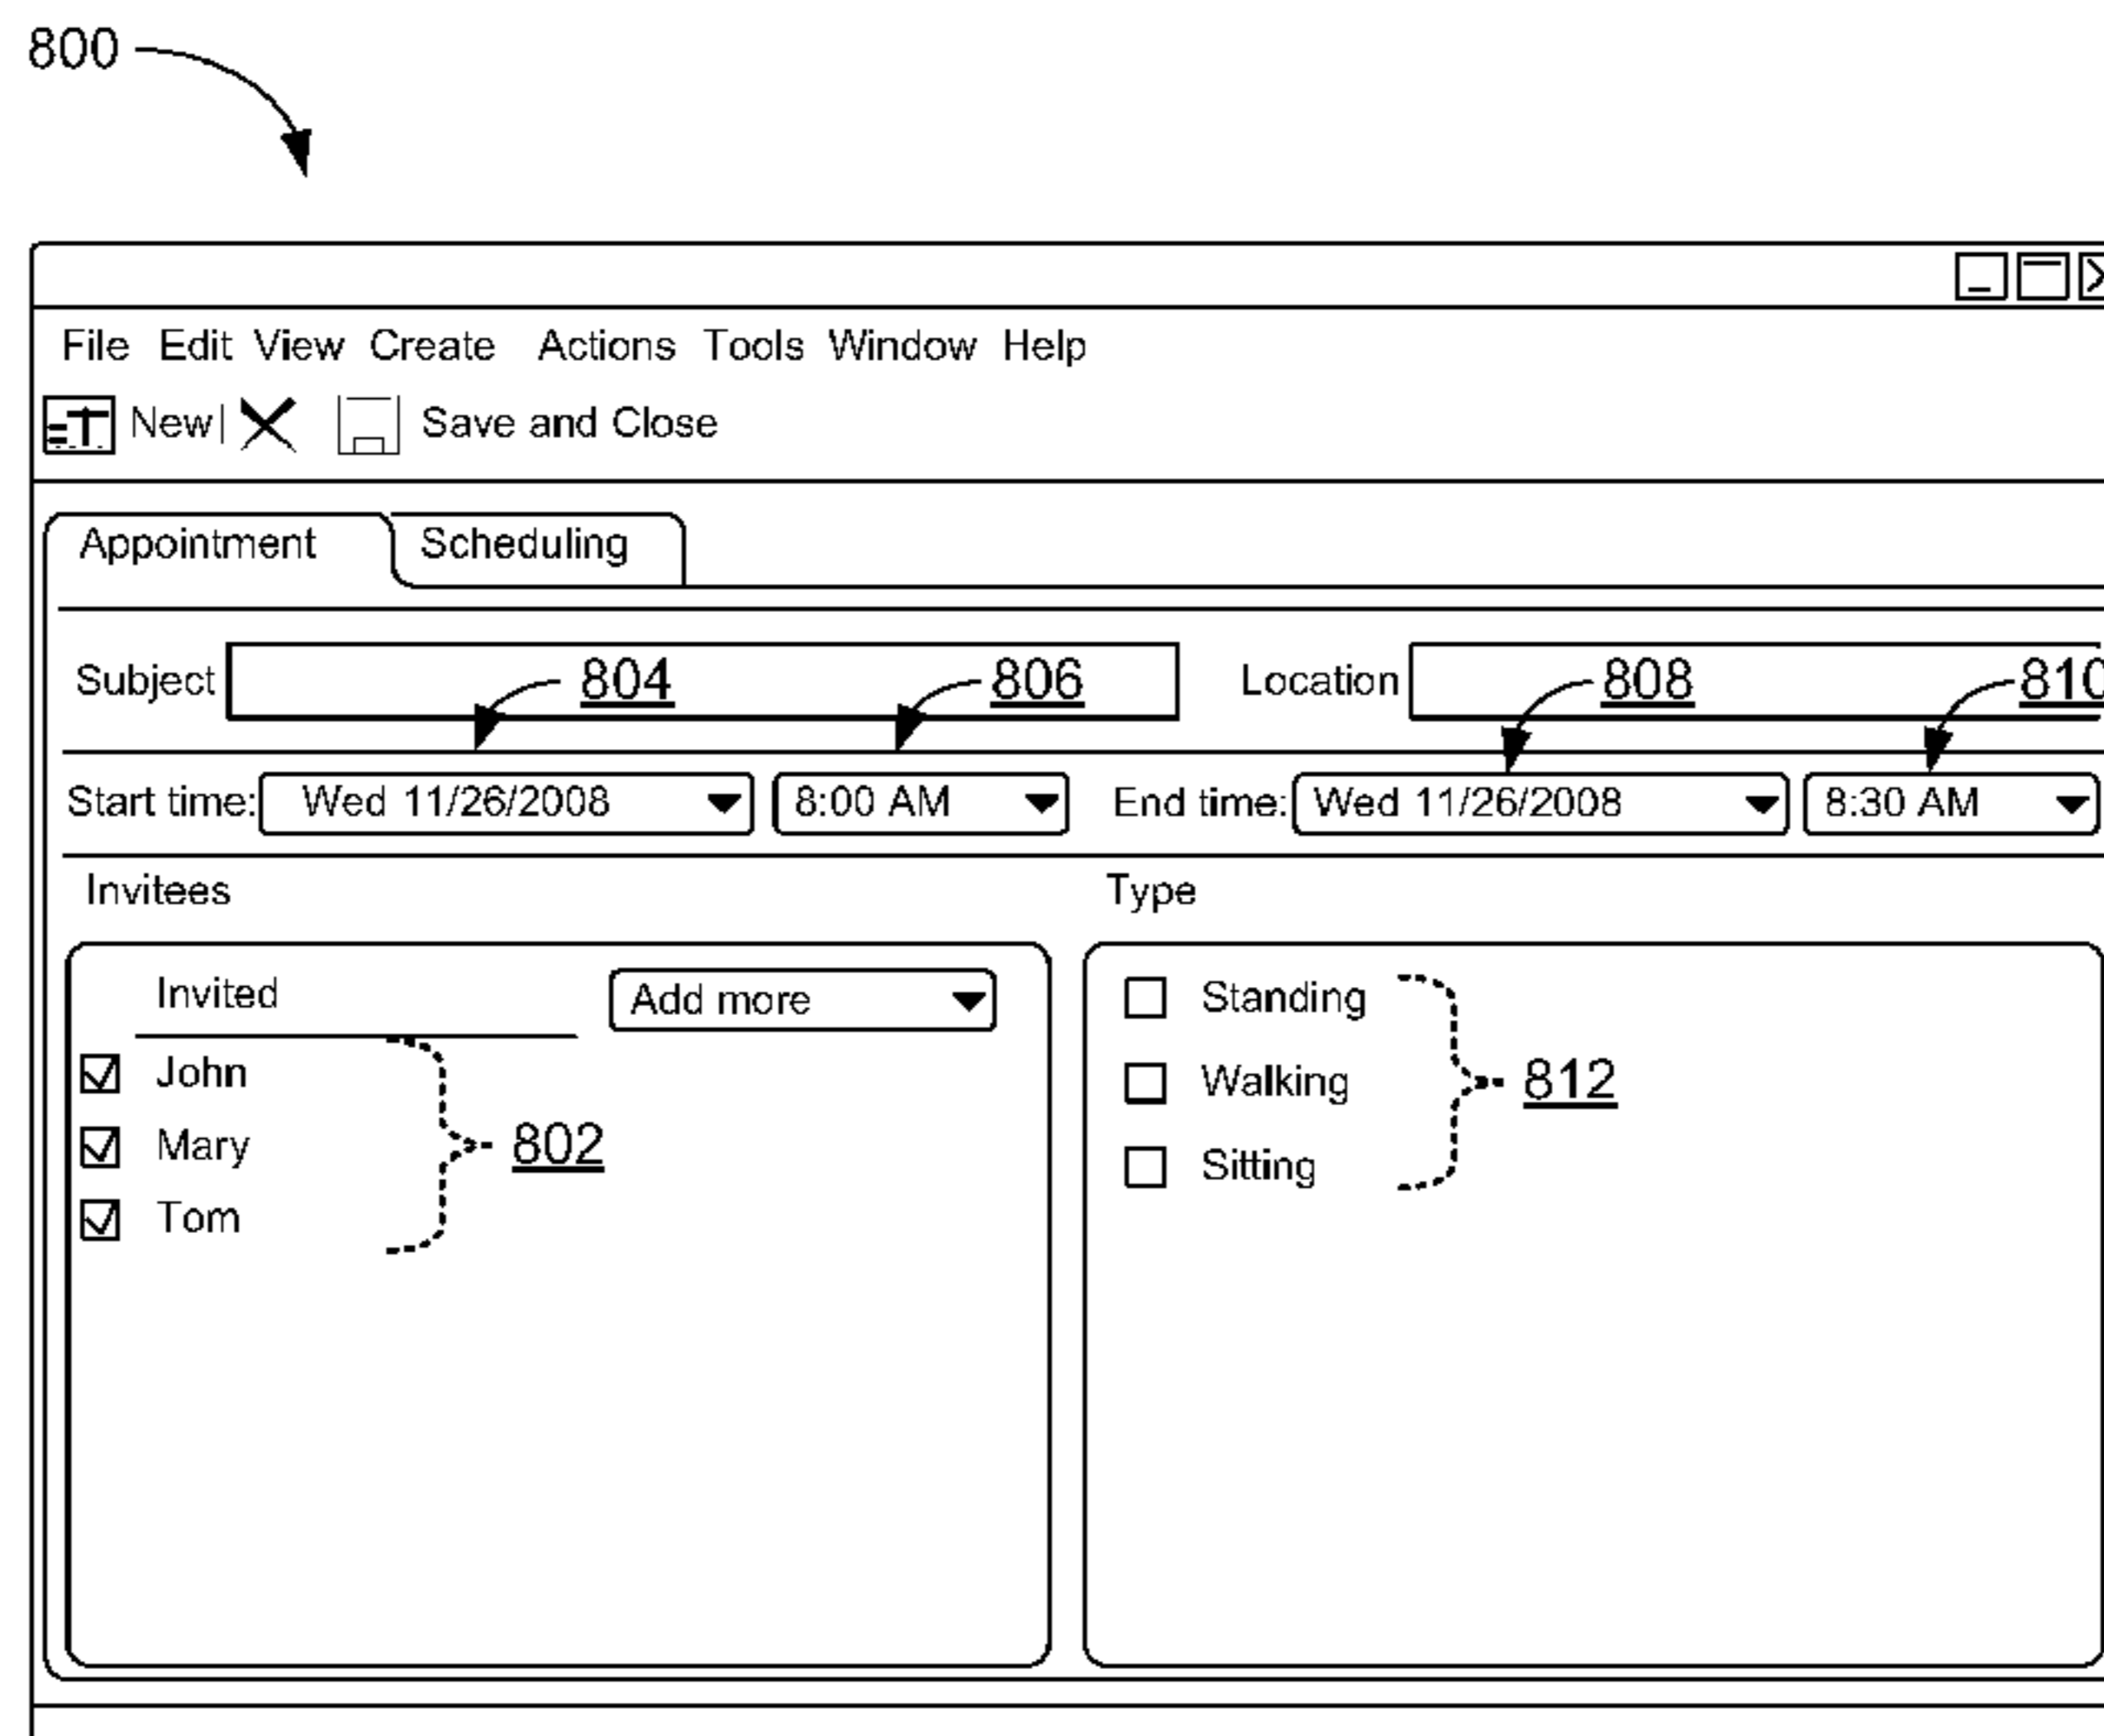 800
File Edit View Create Actions Tools Window Help
New| Save and Close
Appointment Scheduling
Subject 804 806 Location 808 810
Start time: Wed 11/26/2008 8:00 AM End time: Wed 11/26/2008 8:30 AM
Invitees Type
Invited Add more Standing
John Walking 812
Mary 802 Sitting
Tom